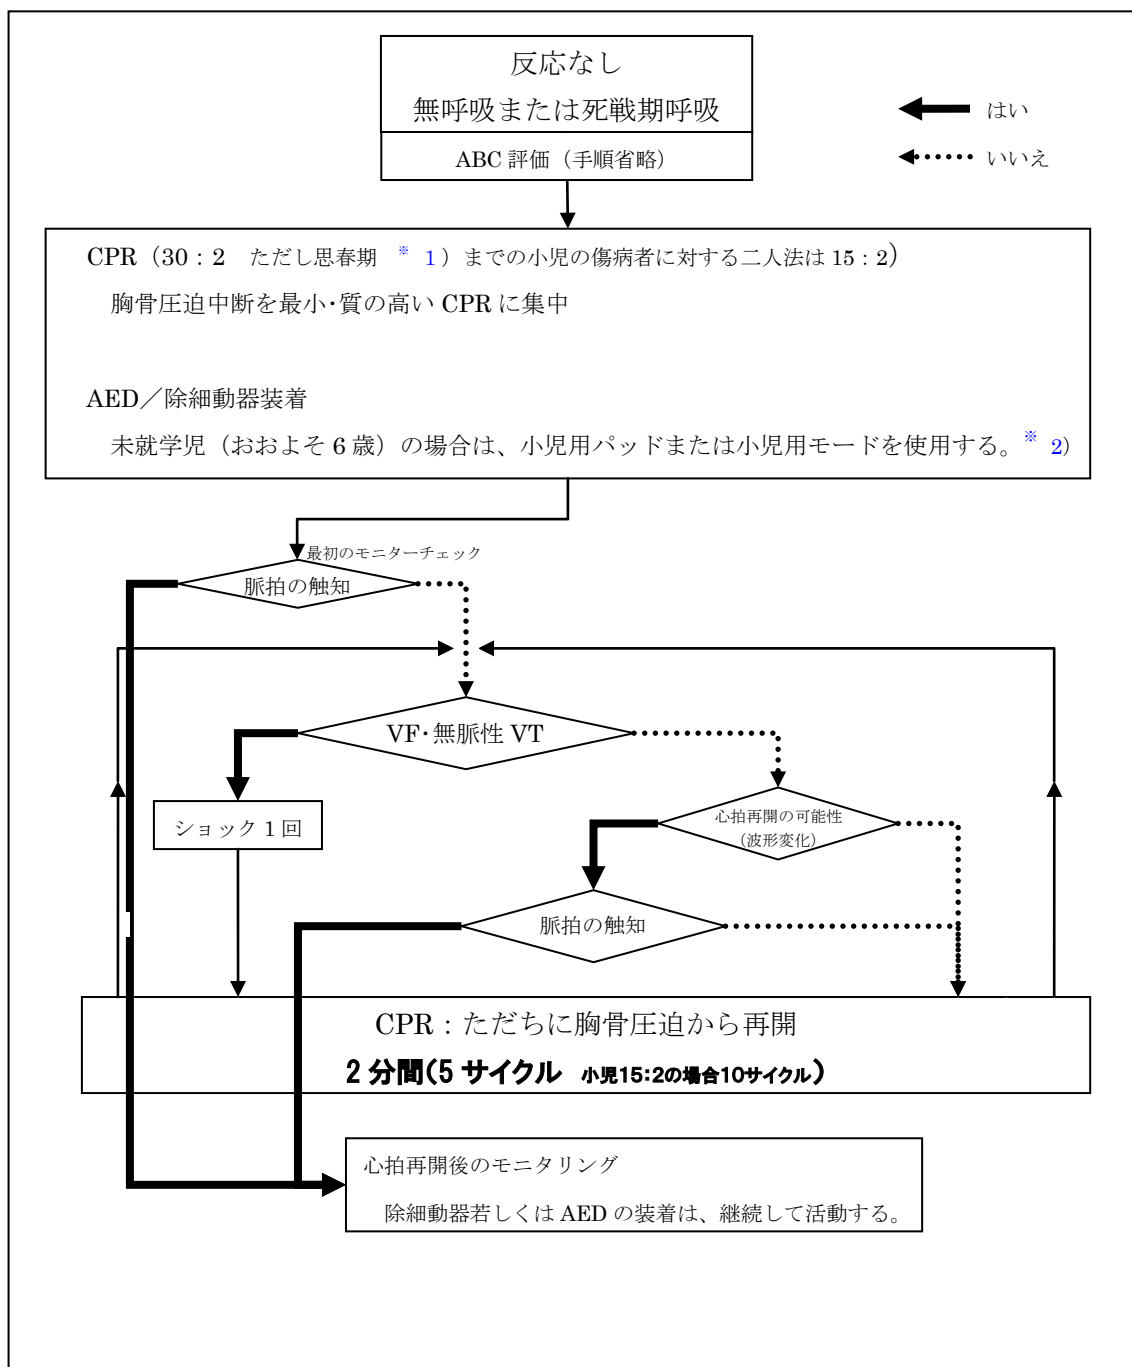 反応なし
無呼吸または死戦期呼吸
ABC 評価（手順省略）
はい
いいえ
CPR（30：2　ただし思春期　※ 1）までの小児の傷病者に対する二人法は 15：2）
胸骨圧迫中断を最小・質の高い CPR に集中
AED／除細動器装着
未就学児（おおよそ 6 歳）の場合は、小児用パッドまたは小児用モードを使用する。※ 2）
最初のモニターチェック
脈拍の触知
VF・無脈性 VT
ショック 1 回
心拍再開の可能性
（波形変化）
脈拍の触知
CPR：ただちに胸骨圧迫から再開
2 分間（5 サイクル　小児15：2の場合10サイクル）
心拍再開後のモニタリング
除細動器若しくは AED の装着は、継続して活動する。